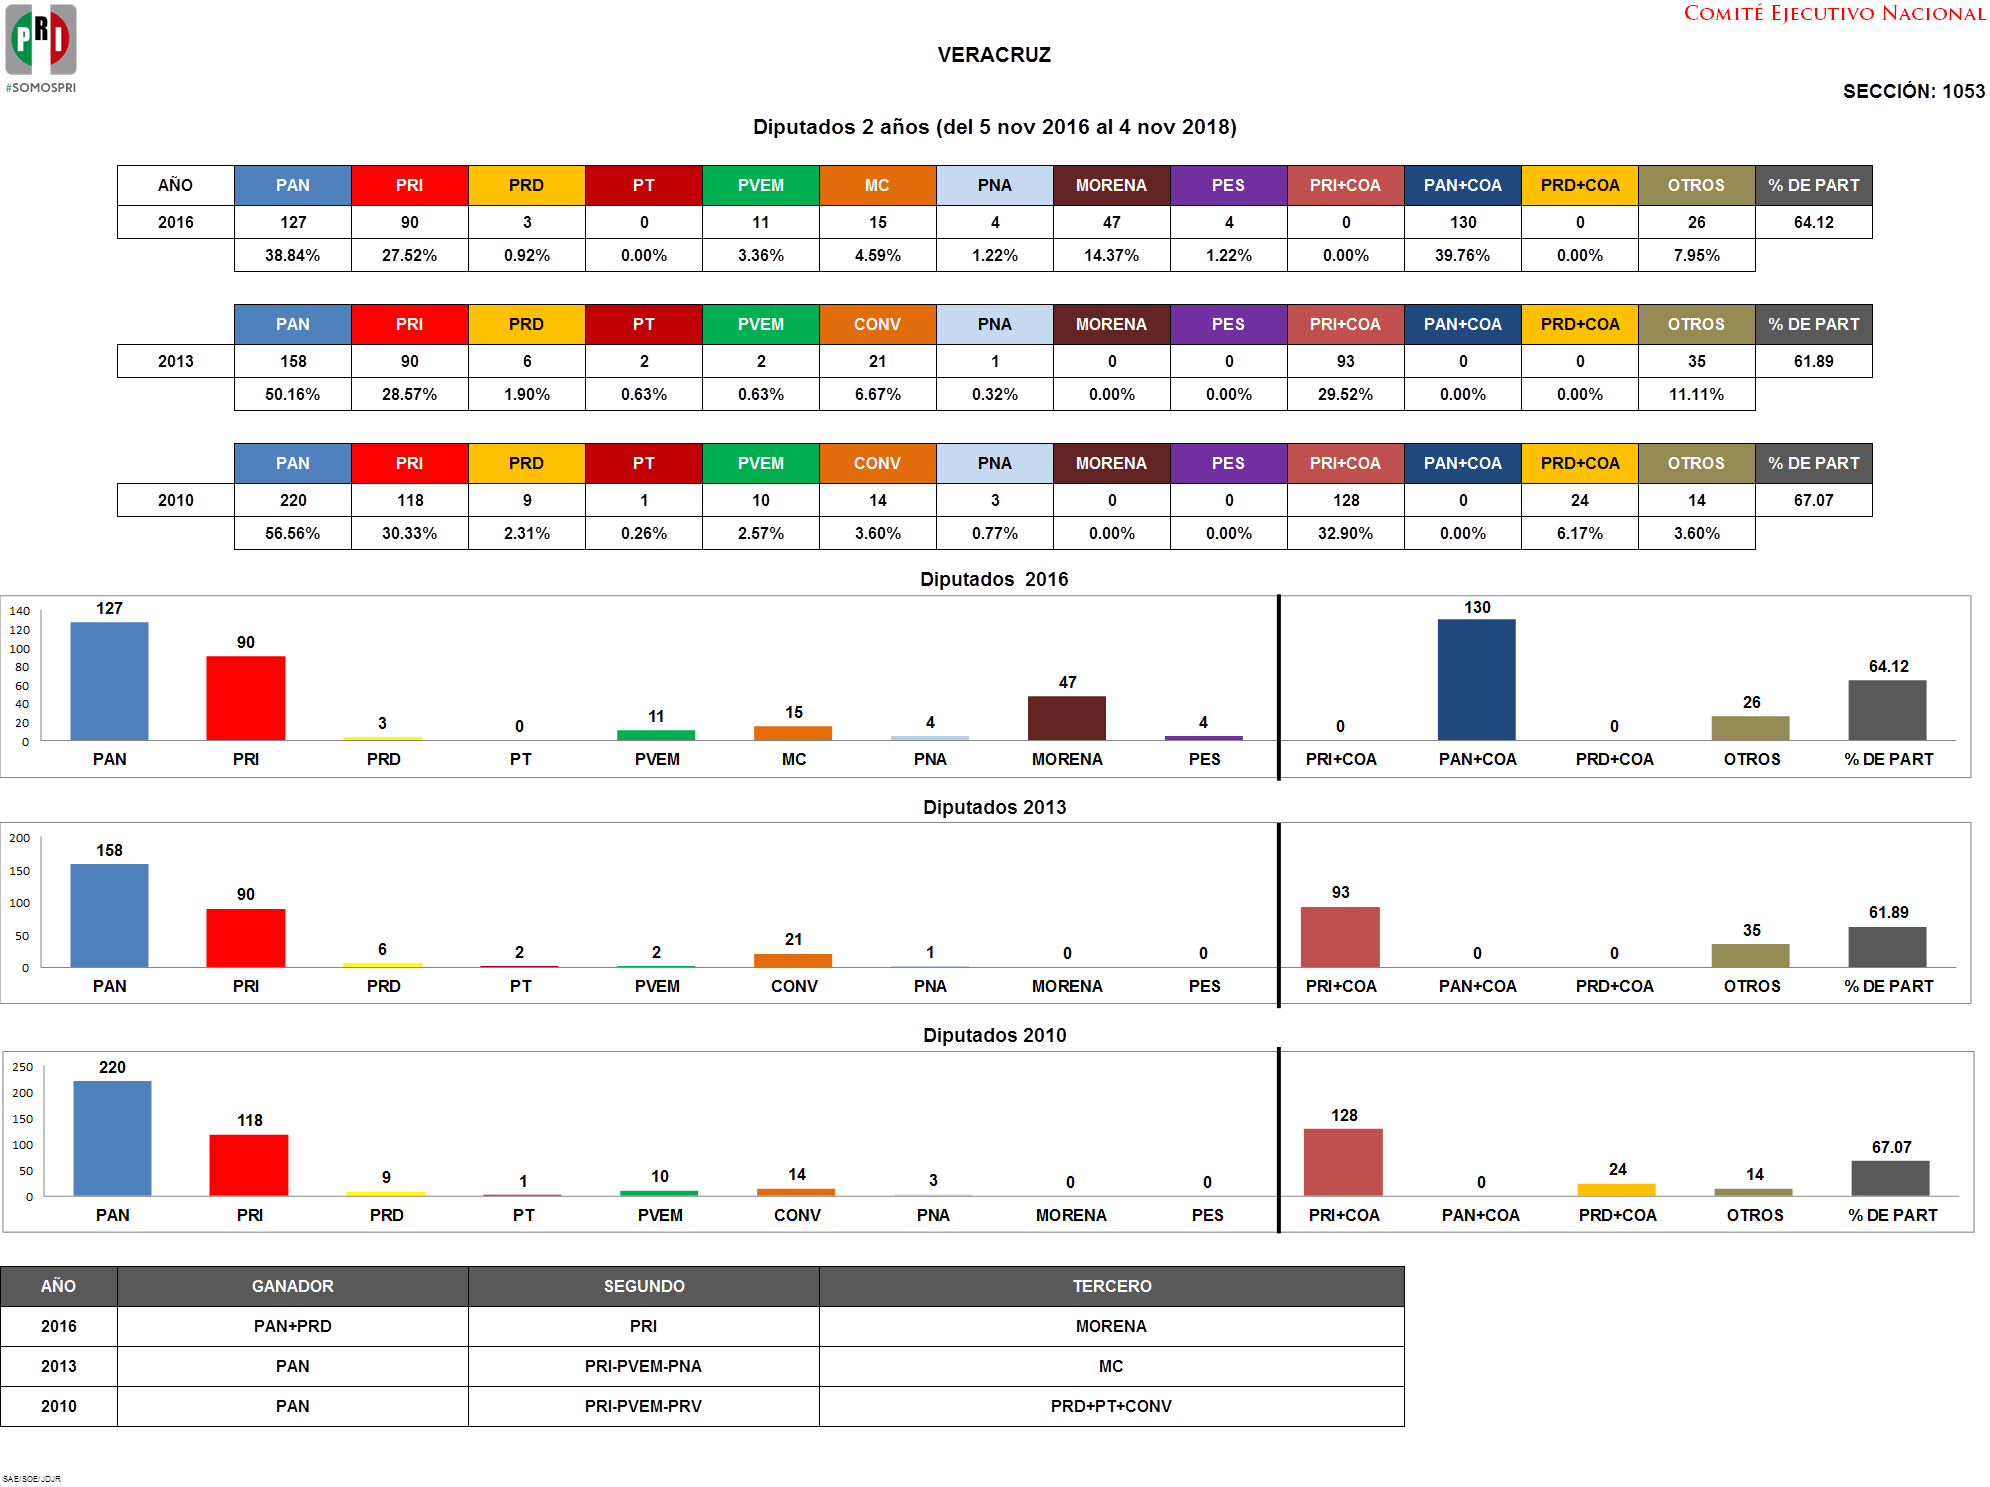 COMITÉ EJECUTIVO NACIONAL
PRI
#SOMOSPRI
VERACRUZ
SECCIÓN: 1053
Diputados 2 años (del 5 nov 2016 al 4 nov 2018)
AÑO PAN PRI PRD PT PVEM MC PNA MORENA PES PRI+COA PAN+COA PRD+COA OTROS % DE PART
2016 127 90 3 0 11 15 4 47 4 0 130 0 26 64.12
38.84% 27.52% 0.92% 0.00% 3.36% 4.59% 1.22% 14.37% 1.22% 0.00% 39.76% 0.00% 7.95%
PAN PRI PRD PT PVEM CONV PNA MORENA PES PRI+COA PAN+COA PRD+COA OTROS % DE PART
2013 158 90 6 2 2 21 1 0 0 93 0 0 35 61.89
50.16% 28.57% 1.90% 0.63% 0.63% 6.67% 0.32% 0.00% 0.00% 29.52% 0.00% 0.00% 11.11%
PAN PRI PRD PT PVEM CONV PNA MORENA PES PRI+COA PAN+COA PRD+COA OTROS % DE PART
2010 220 118 9 1 10 14 3 0 0 128 0 24 14 67.07
56.56% 30.33% 2.31% 0.26% 2.57% 3.60% 0.77% 0.00% 0.00% 32.90% 0.00% 6.17% 3.60%
Diputados  2016
140
120
100
80
60
40
20
0
127 90 3 0 11 15 4 47 4 0 130 0 26 64.12
PAN PRI PRD PT PVEM MC PNA MORENA PES PRI+COA PAN+COA PRD+COA OTROS % DE PART
Diputados 2013
200
150
100
50
0
158 90 6 2 2 21 1 0 0 93 0 0 35 61.89
PAN PRI PRD PT PVEM CONV PNA MORENA PES PRI+COA PAN+COA PRD+COA OTROS % DE PART
Diputados 2010
250
200
150
100
50
0
220 118 9 1 10 14 3 0 0 128 0 24 14 67.07
PAN PRI PRD PT PVEM CONV PNA MORENA PES PRI+COA PAN+COA PRD+COA OTROS % DE PART
AÑO GANADOR SEGUNDO TERCERO
2016 PAN+PRD PRI MORENA
2013 PAN PRI-PVEM-PNA MC
2010 PAN PRI-PVEM-PRV PRD+PT+CONV
SAE/SOE/JDJR